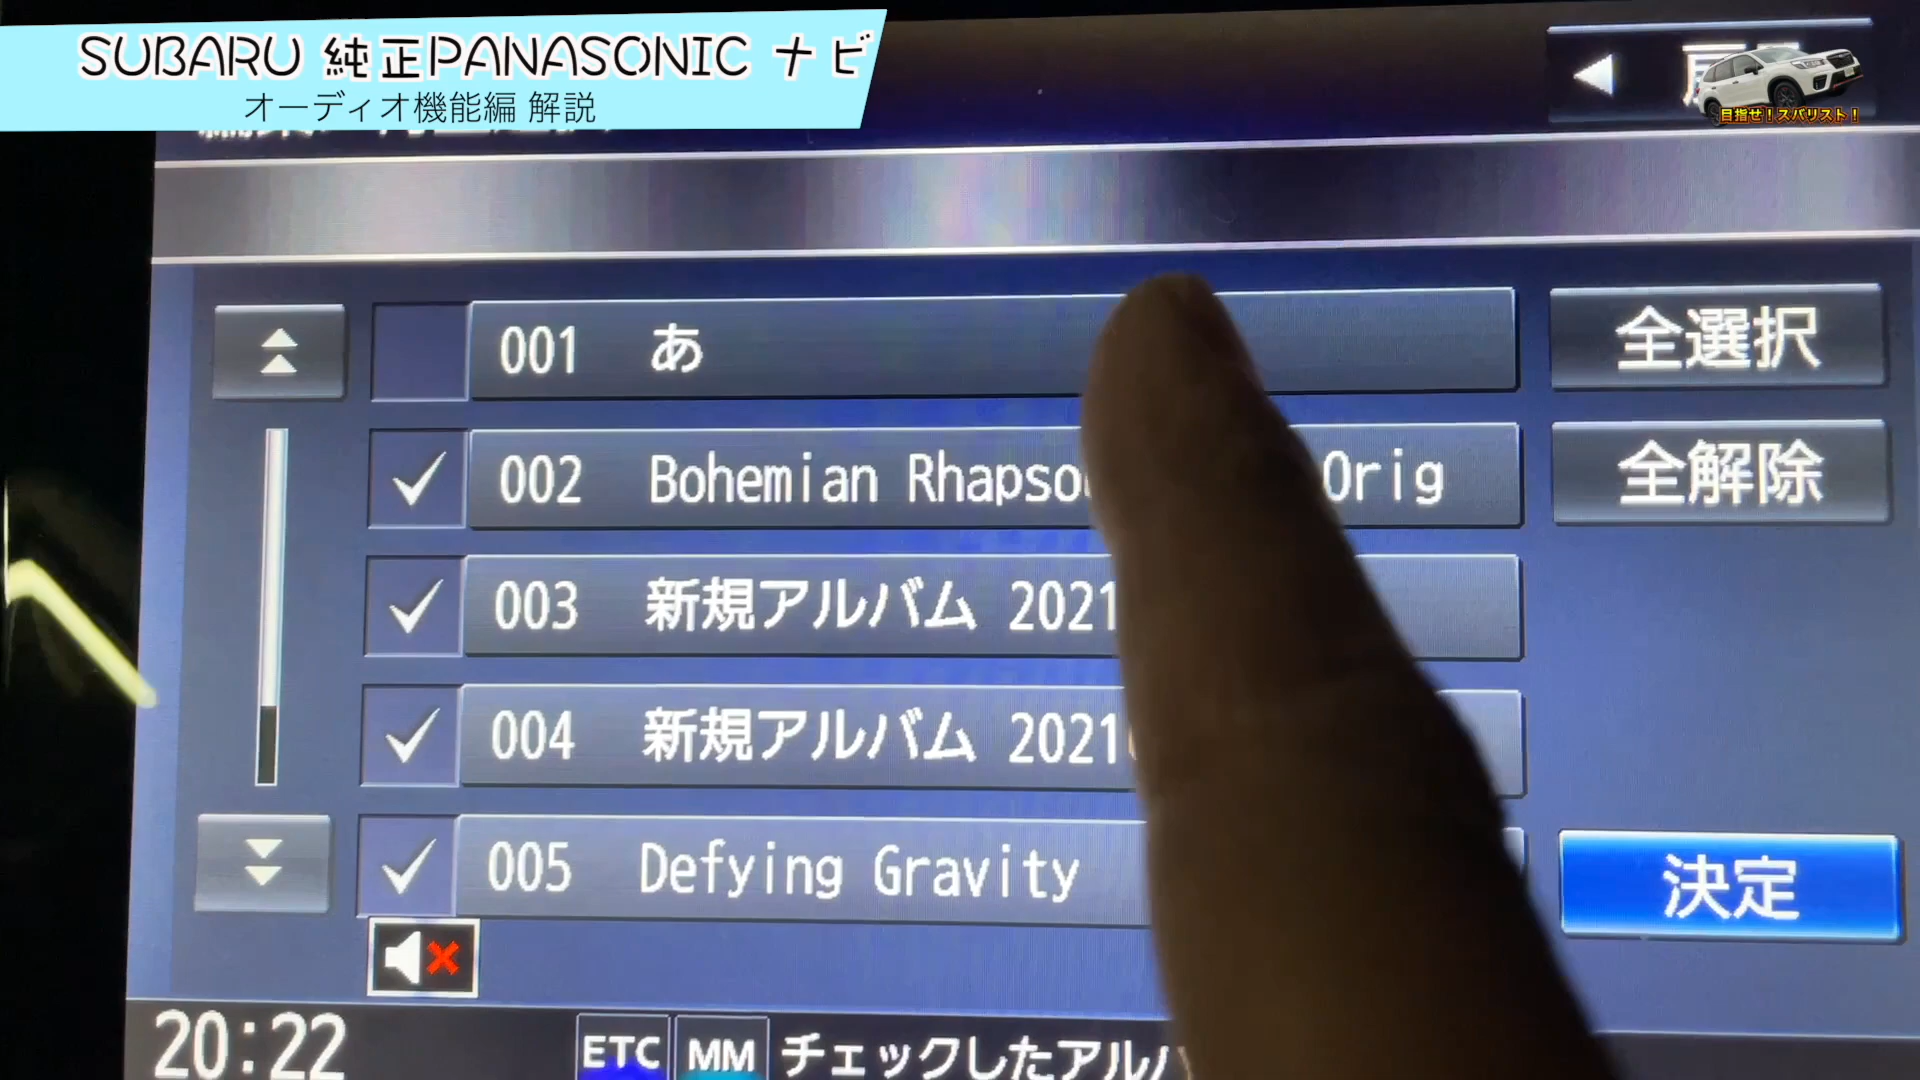 SUBARU 純正PANASONIC ナビ
オーディオ機能編 解説
目指せ!スバリスト!
001 あ
全選択
002 Bohemian Orig
全解除
003 新規アルバム 2021
004 新規アルバム 2021
005 Defying Gravity
決定
20:22
ETC
MM
チェックした